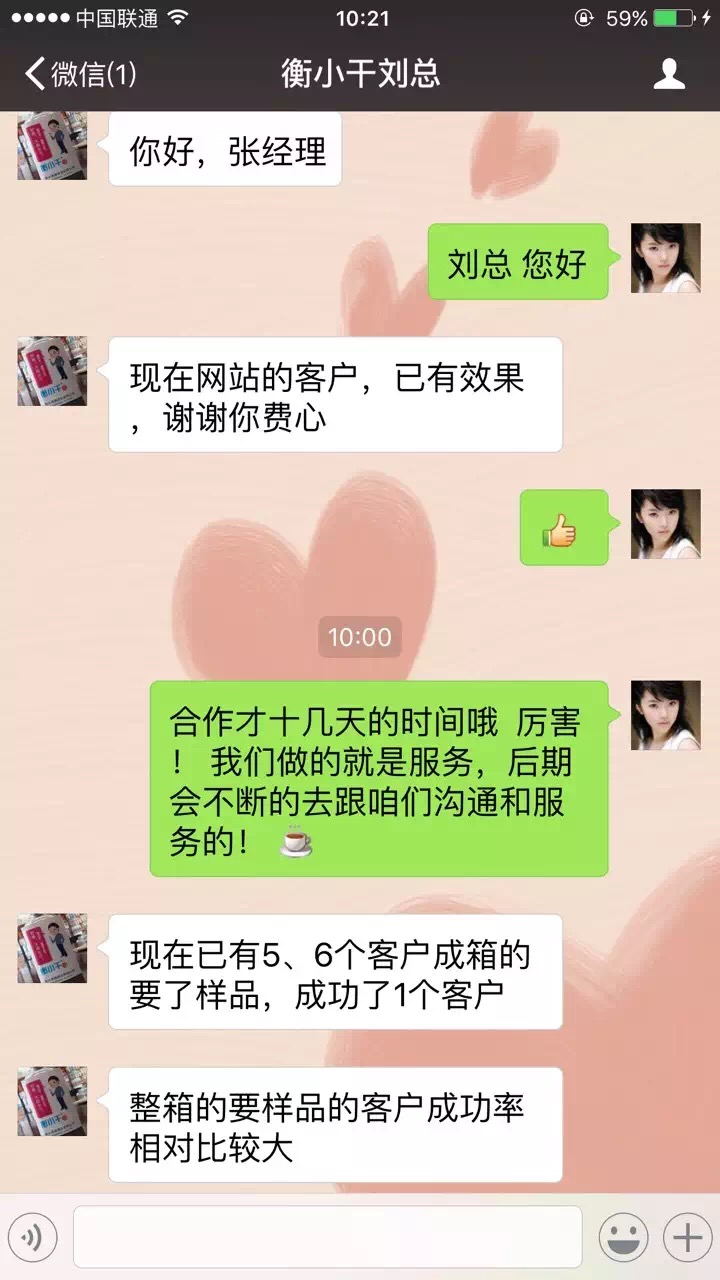 中国联通 10:21 59%
微信(1) 衡小干刘总
你好，张经理
刘总 您好
现在网站的客户，已有效果
，谢谢你费心
10:00
合作才十几天的时间哦 厉害
！ 我们做的就是服务，后期
会不断的去跟咱们沟通和服
务的！
现在已有5、6个客户成箱的
要了样品，成功了1个客户
整箱的要样品的客户成功率
相对比较大